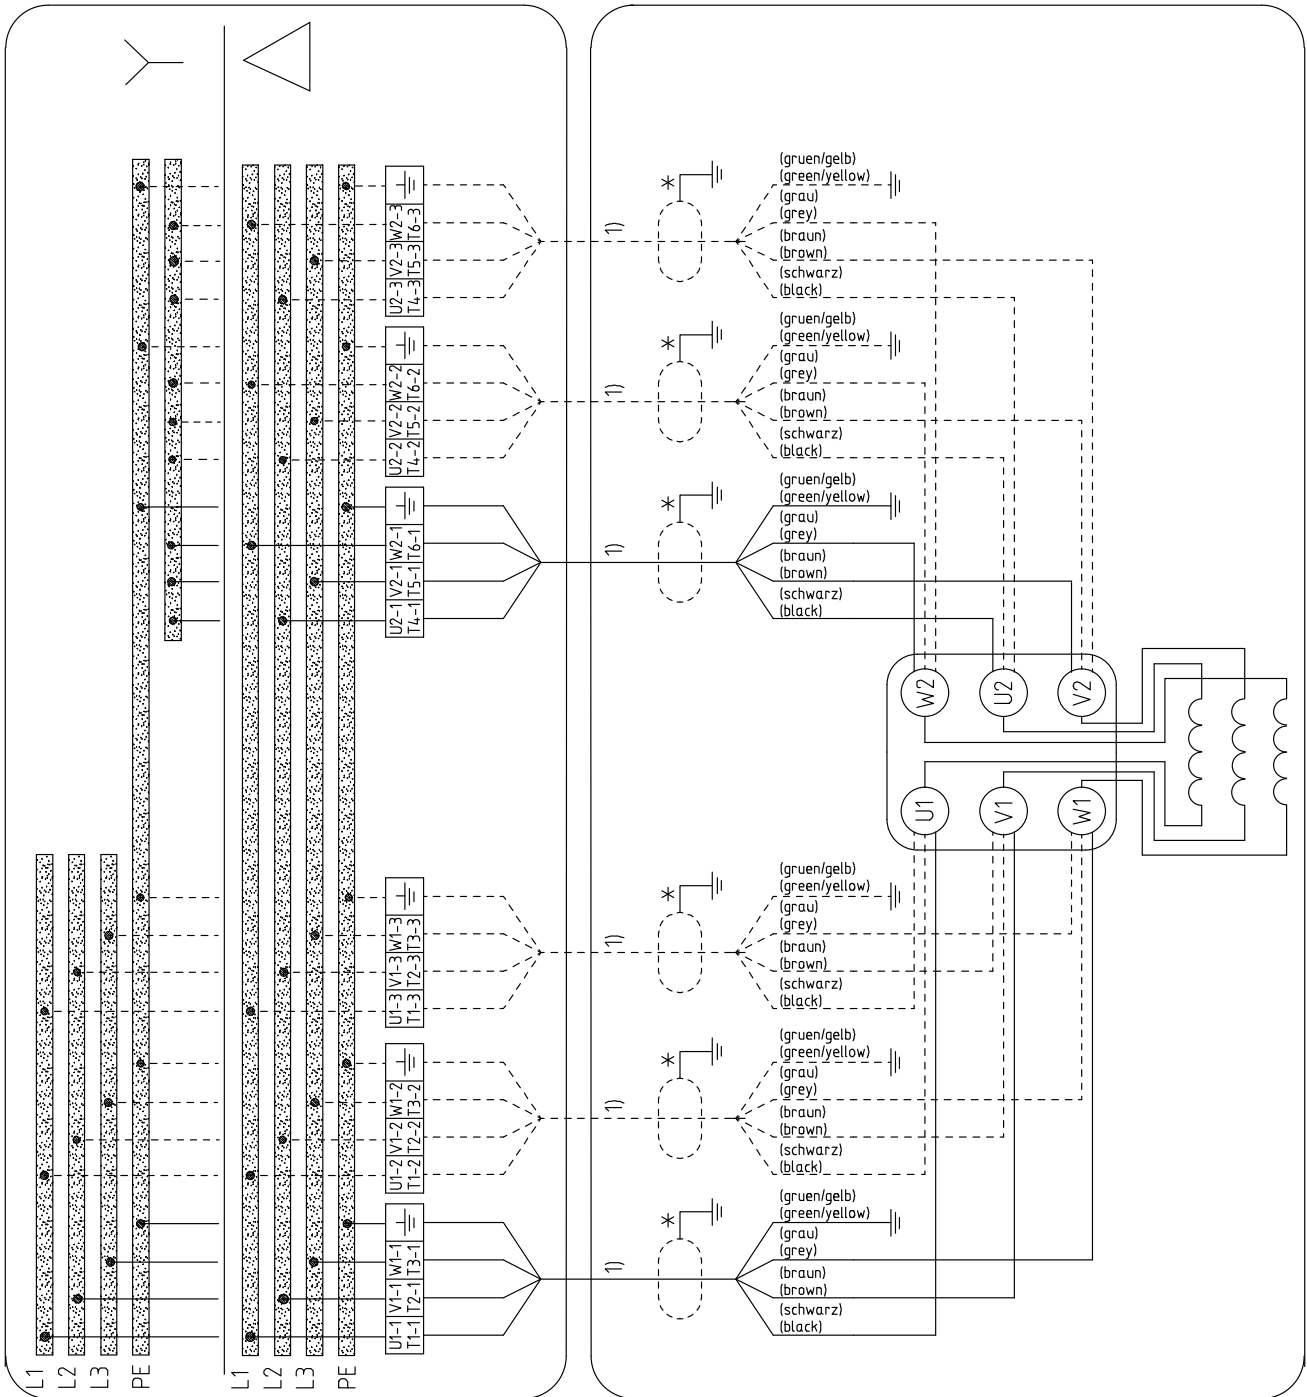 (gruen/gelb)
(green/yellow)
(grau)
(grey)
(braun)
(brown)
(schwarz)
(black)
*
1)
W2-3
T6-3
V2-3
T5-3
U2-3
T4-3
(gruen/gelb)
(green/yellow)
(grau)
(grey)
(braun)
(brown)
(schwarz)
(black)
*
1)
W2-2
T6-2
V2-2
T5-2
U2-2
T4-2
(gruen/gelb)
(green/yellow)
(grau)
(grey)
(braun)
(brown)
(schwarz)
(black)
*
1)
W2-1
T6-1
V2-1
T5-1
U2-1
T4-1
W2
U2
V2
U1
V1
W1
(gruen/gelb)
(green/yellow)
(grau)
(grey)
(braun)
(brown)
(schwarz)
(black)
*
1)
W1-3
T3-3
V1-3
T2-3
U1-3
T1-3
(gruen/gelb)
(green/yellow)
(grau)
(grey)
(braun)
(brown)
(schwarz)
(black)
*
1)
W1-2
T3-2
V1-2
T2-2
U1-2
T1-2
(gruen/gelb)
(green/yellow)
(grau)
(grey)
(braun)
(brown)
(schwarz)
(black)
*
1)
W1-1
T3-1
V1-1
T2-1
U1-1
T1-1
L1
L2
L3
PE
L1
L2
L3
PE